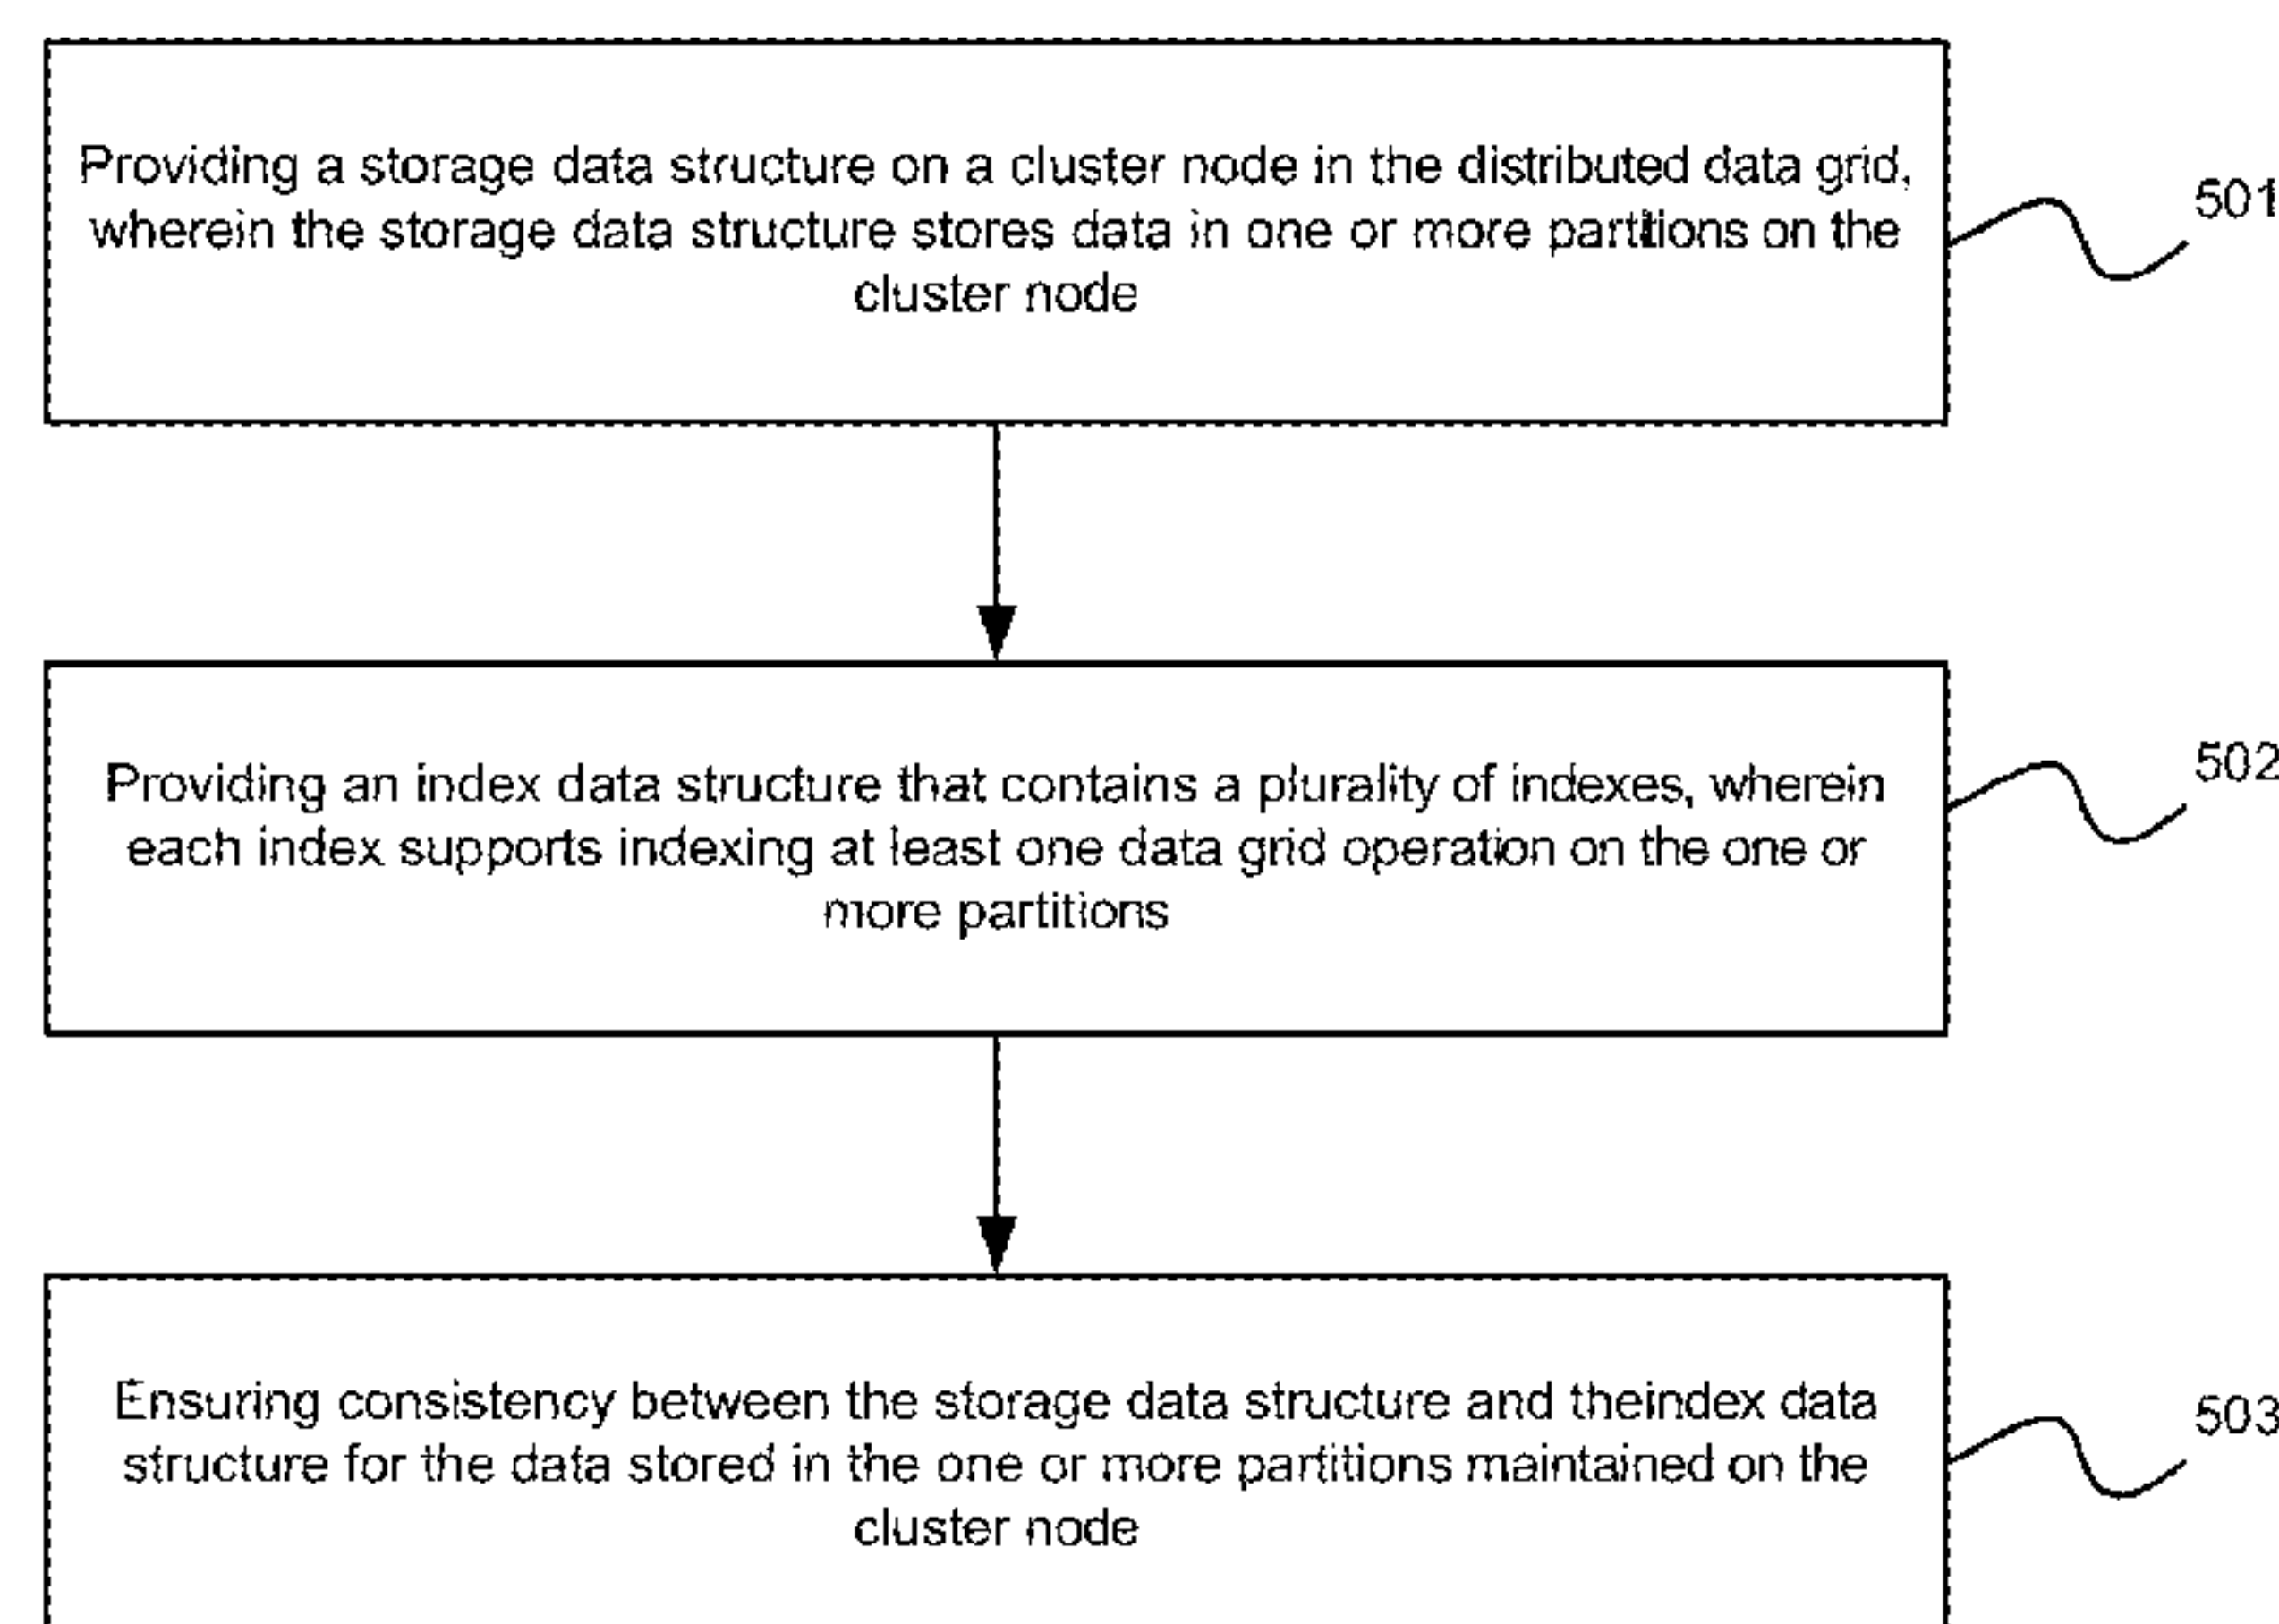 Providing a storage data structure on a cluster node in the distributed data grid,
wherein the storage data structure stores data in one or more partitions on the
cluster node
501
Providing an index data structure that contains a plurality of indexes, wherein
each index supports indexing at least one data grid operation on the one or
more partitions
502
Ensuring consistency between the storage data structure and theindex data
structure for the data stored in the one or more partitions maintained on the
cluster node
503